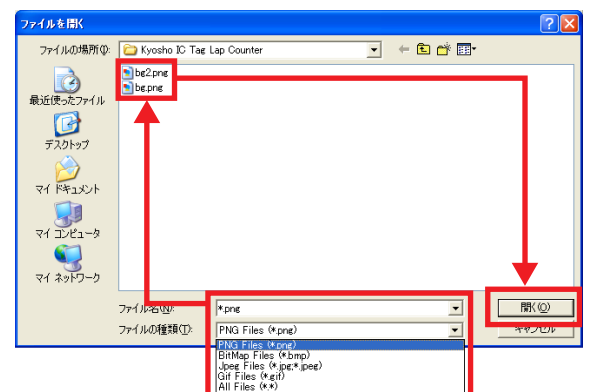 ファイルを開く
ファイルの場所(I):
Kyosho IC Tag Lap Counter
bg2.png
bg.png
最近使ったファイル
デスクトップ
マイ ドキュメント
マイ コンピュータ
マイ ネットワーク
ファイル名(N):
*.png
開く(O)
ファイルの種類(T):
PNG Files (*.png)
キャンセル
PNG Files (*.png)
BitMap Files (*.bmp)
Jpeg Files (*.jpg;*.jpeg)
Gif Files (*.gif)
All Files (*.*)